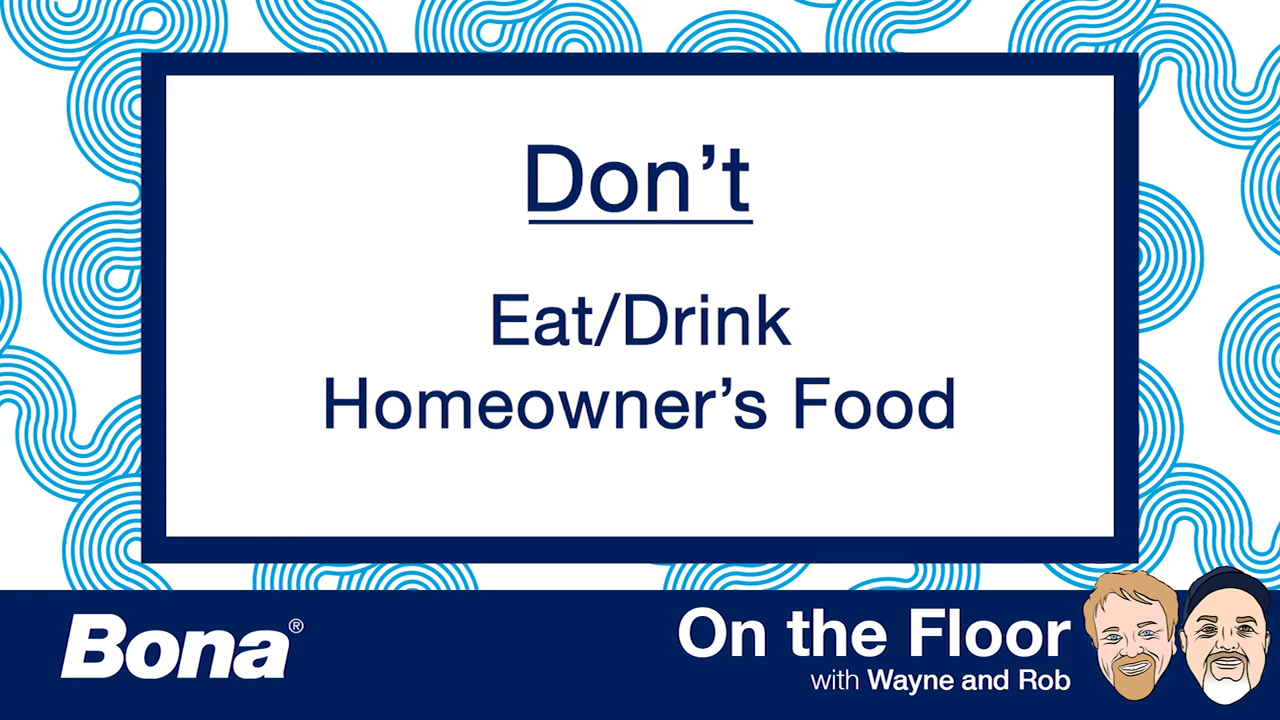 Don’t
Eat/Drink
Homeowner’s Food
Bona®
On the Floor
with Wayne and Rob